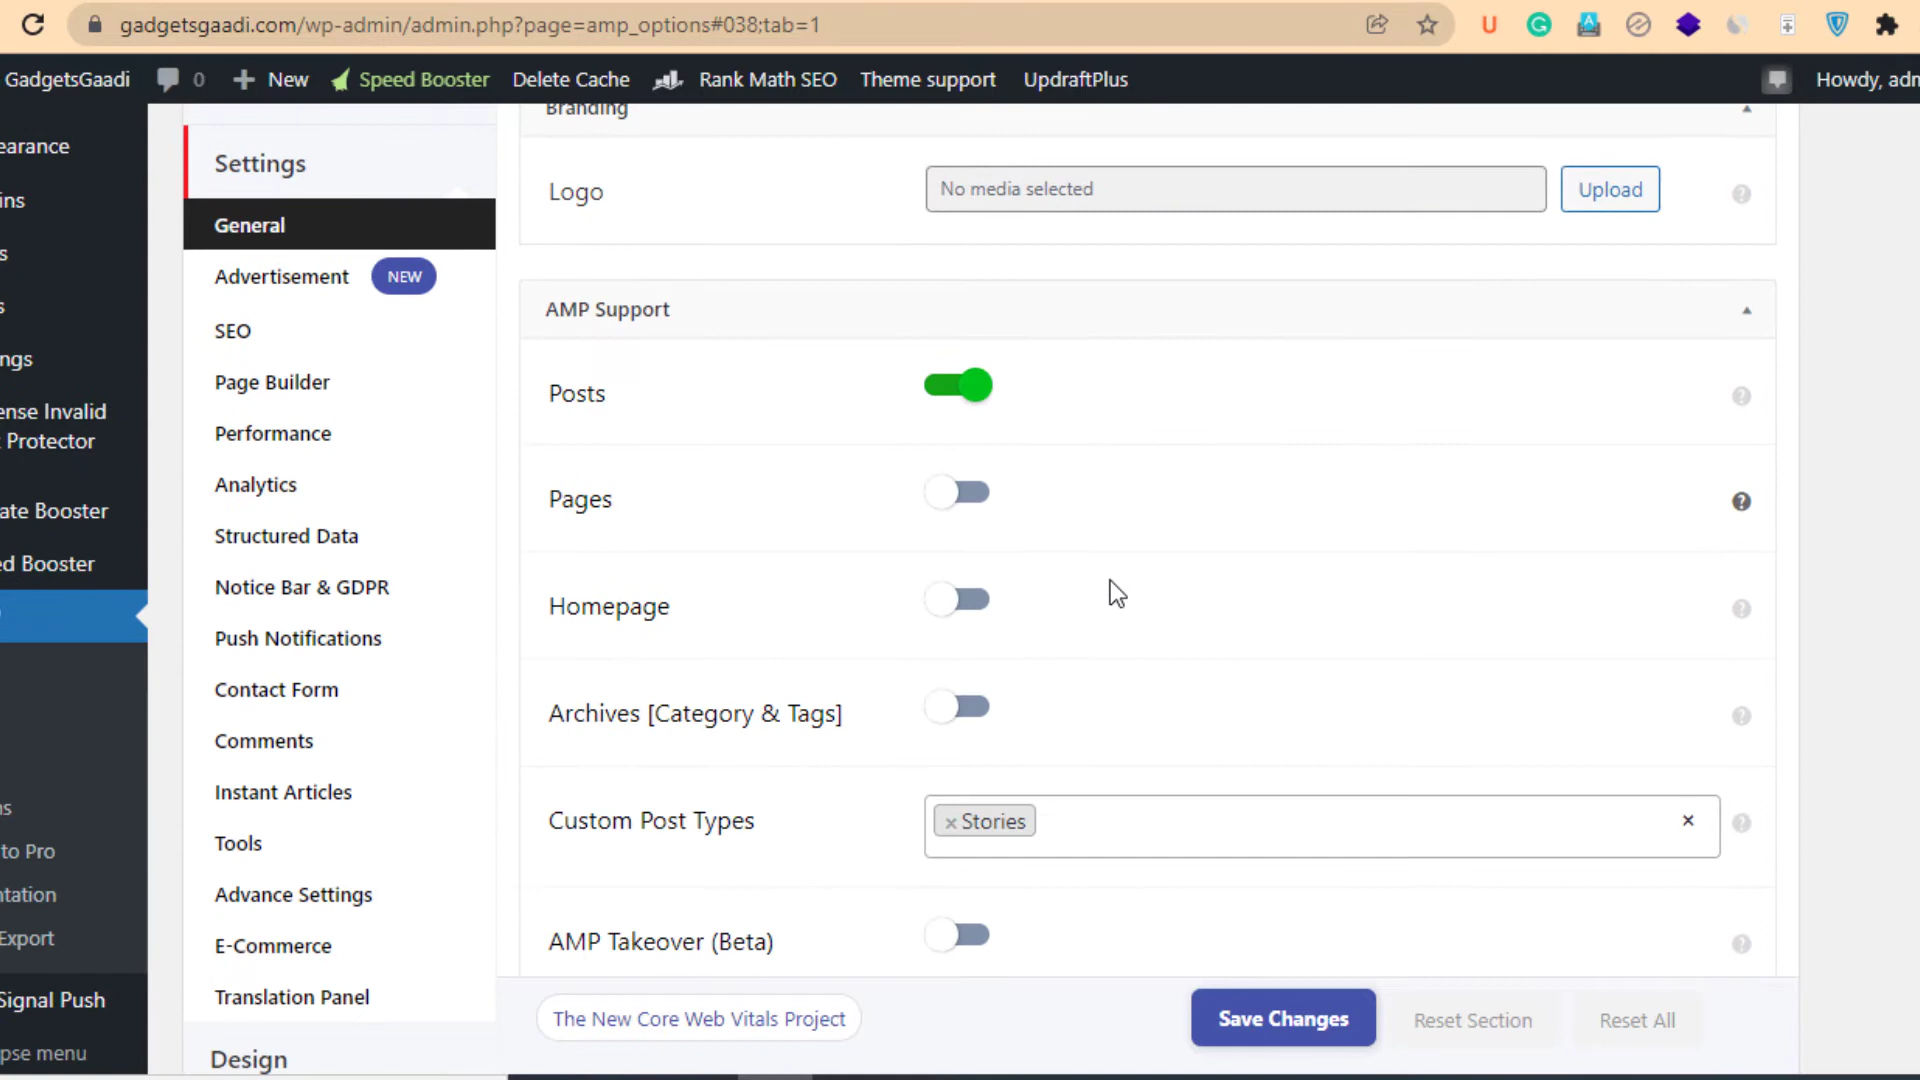 gadgetsgaadi.com/wp-admin/admin.php?page=amp_options#038;tab=1
GadgetsGaadi 0 New Speed Booster Delete Cache Rank Math SEO Theme support UpdraftPlus Howdy, adm
earance
ins
s
s
ngs
ense Invalid
t Protector
ate Booster
ed Booster
ns
to Pro
ntation
Export
Signal Push
pse menu
Settings
General
Advertisement NEW
SEO
Page Builder
Performance
Analytics
Structured Data
Notice Bar & GDPR
Push Notifications
Contact Form
Comments
Instant Articles
Tools
Advance Settings
E-Commerce
Translation Panel
Design
Branding
Logo No media selected Upload
AMP Support
Posts
Pages
Homepage
Archives [Category & Tags]
Custom Post Types × Stories ×
AMP Takeover (Beta)
The New Core Web Vitals Project Save Changes Reset Section Reset All